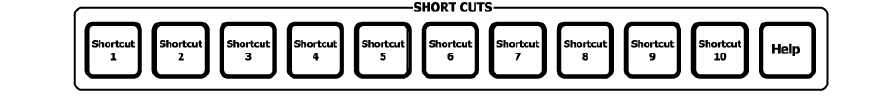 SHORT CUTS
Shortcut 1
Shortcut 2
Shortcut 3
Shortcut 4
Shortcut 5
Shortcut 6
Shortcut 7
Shortcut 8
Shortcut 9
Shortcut 10
Help